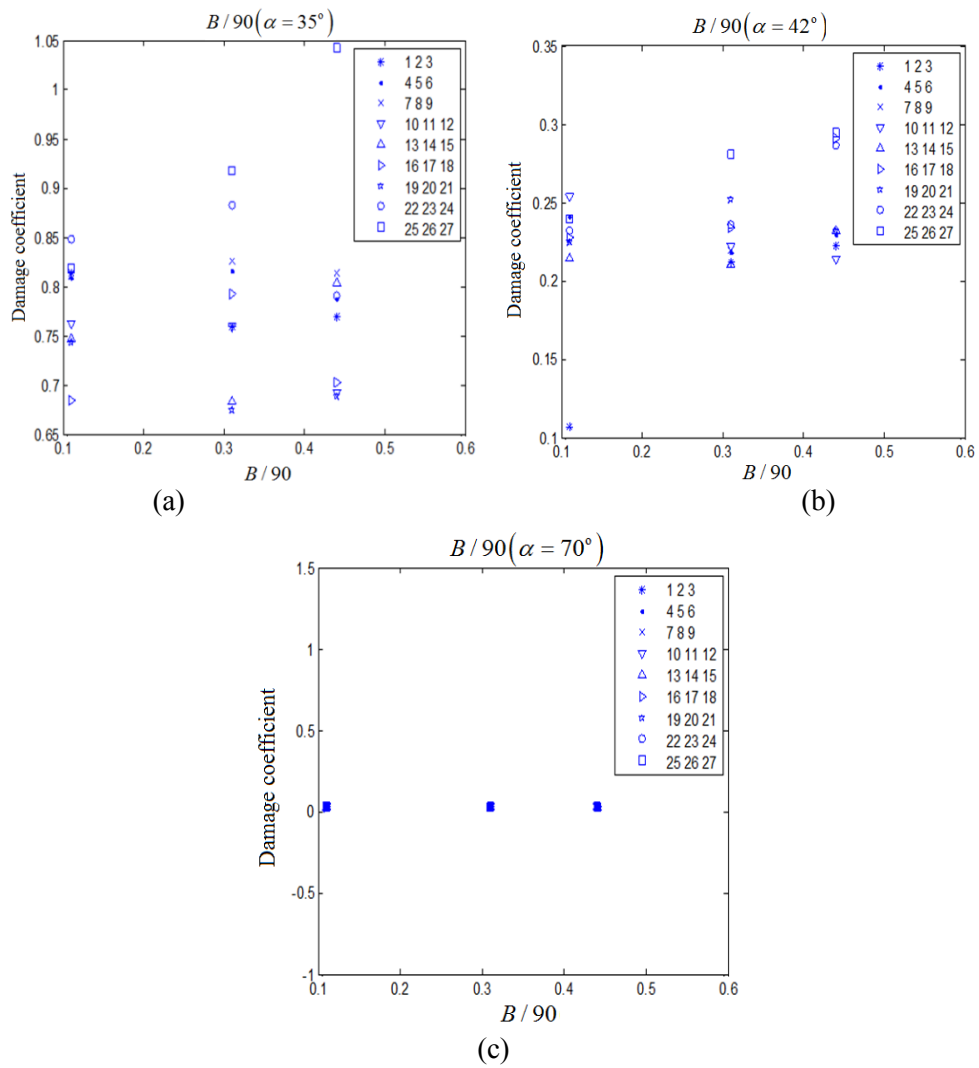 B / 90(α = 35°)
1.05
1
0.95
0.9
0.85
0.8
0.75
0.7
0.65
0.1
0.2
0.3
0.4
0.5
0.6
Damage coefficient
B / 90
1 2 3
4 5 6
7 8 9
10 11 12
13 14 15
16 17 18
19 20 21
22 23 24
25 26 27
(a)
B / 90(α = 42°)
0.35
0.3
0.25
0.2
0.15
0.1
0.1
0.2
0.3
0.4
0.5
0.6
Damage coefficient
B / 90
1 2 3
4 5 6
7 8 9
10 11 12
13 14 15
16 17 18
19 20 21
22 23 24
25 26 27
(b)
B / 90(α = 70°)
1.5
1
0.5
0
-0.5
-1
0.1
0.2
0.3
0.4
0.5
0.6
Damage coefficient
B / 90
1 2 3
4 5 6
7 8 9
10 11 12
13 14 15
16 17 18
19 20 21
22 23 24
25 26 27
(c)